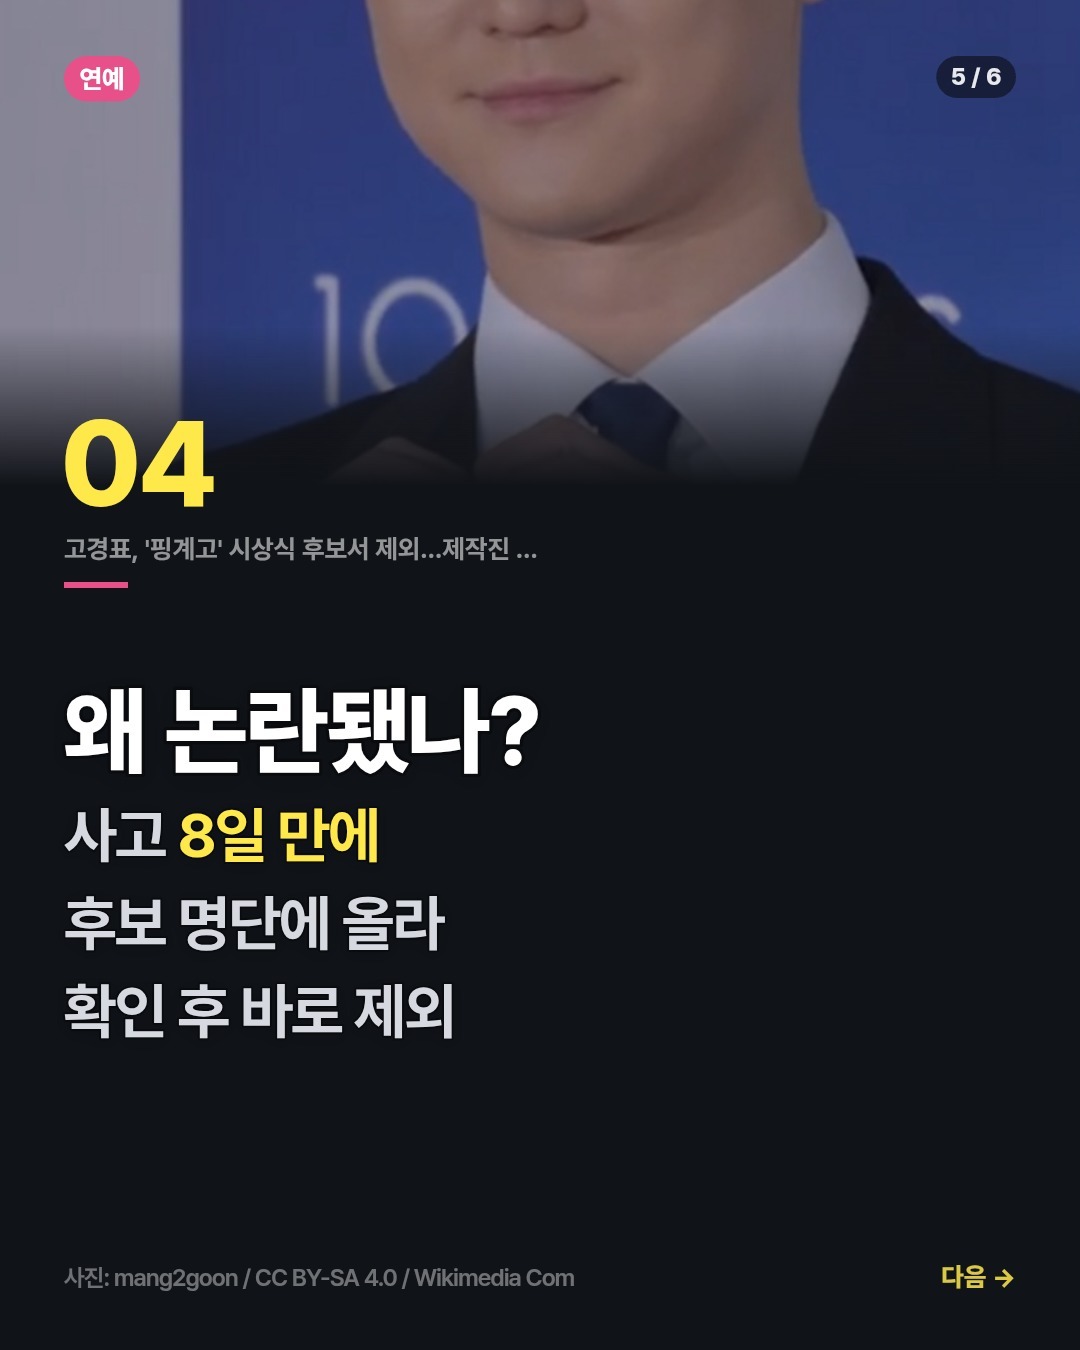 연예
5 / 6
10
04
고경표, '핑계고' 시상식 후보서 제외...제작진 ...
왜 논란됐나?
사고 8일 만에
후보 명단에 올라
확인 후 바로 제외
사진: mang2goon / CC BY-SA 4.0 / Wikimedia Com
다음 →